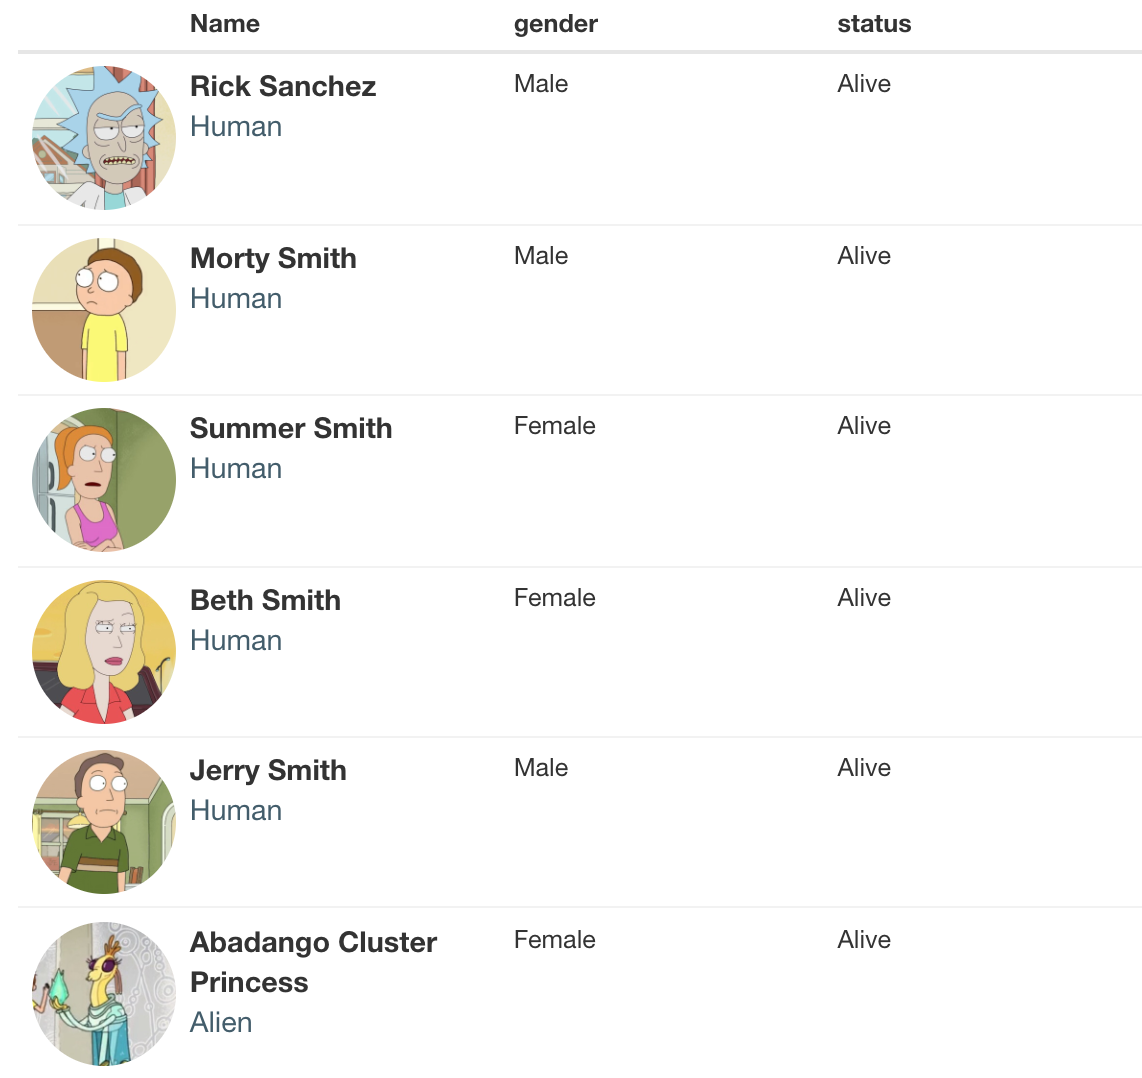 Name gender status
Rick Sanchez Male Alive
Human
Morty Smith Male Alive
Human
Summer Smith Female Alive
Human
Beth Smith Female Alive
Human
Jerry Smith Male Alive
Human
Abadango Cluster Female Alive
Princess
Alien